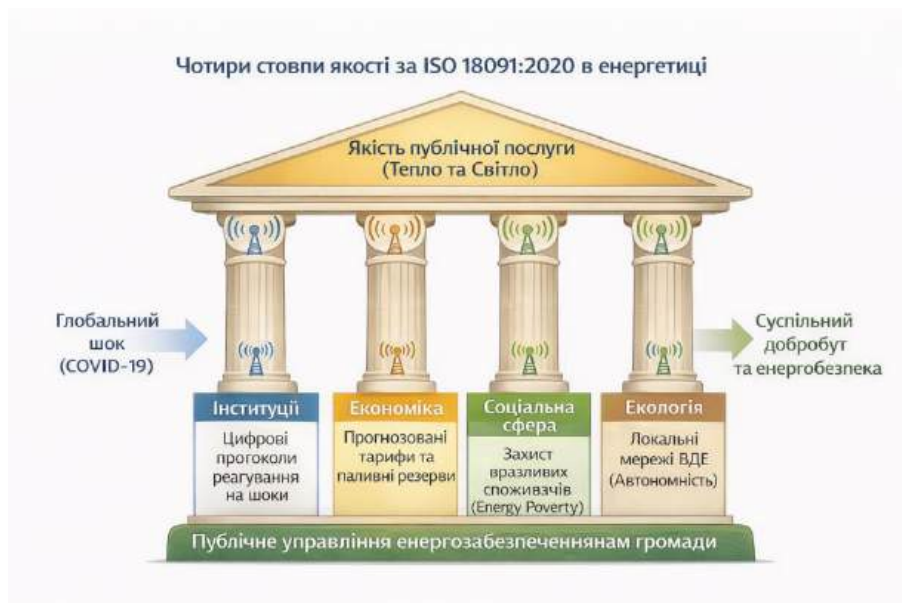 Чотири стовпи якості за ISO 18091:2020 в енергетиці
Якість публічної послуги
(Тепло та Світло)
Глобальний
шок
(COVID-19)
Суспільний
добробут
та енергобезпека
Інституції
Цифрові
протоколи
реагування
на шоки
Економіка
Прогнозовані
тарифи та
паливні резерви
Соціальна
сфера
Захист
вразливих
споживачів
(Energy Poverty)
Екологія
Локальні
мережі ВДЕ
(Автономність)
Публічне управління енергозабезпеченнянам громади